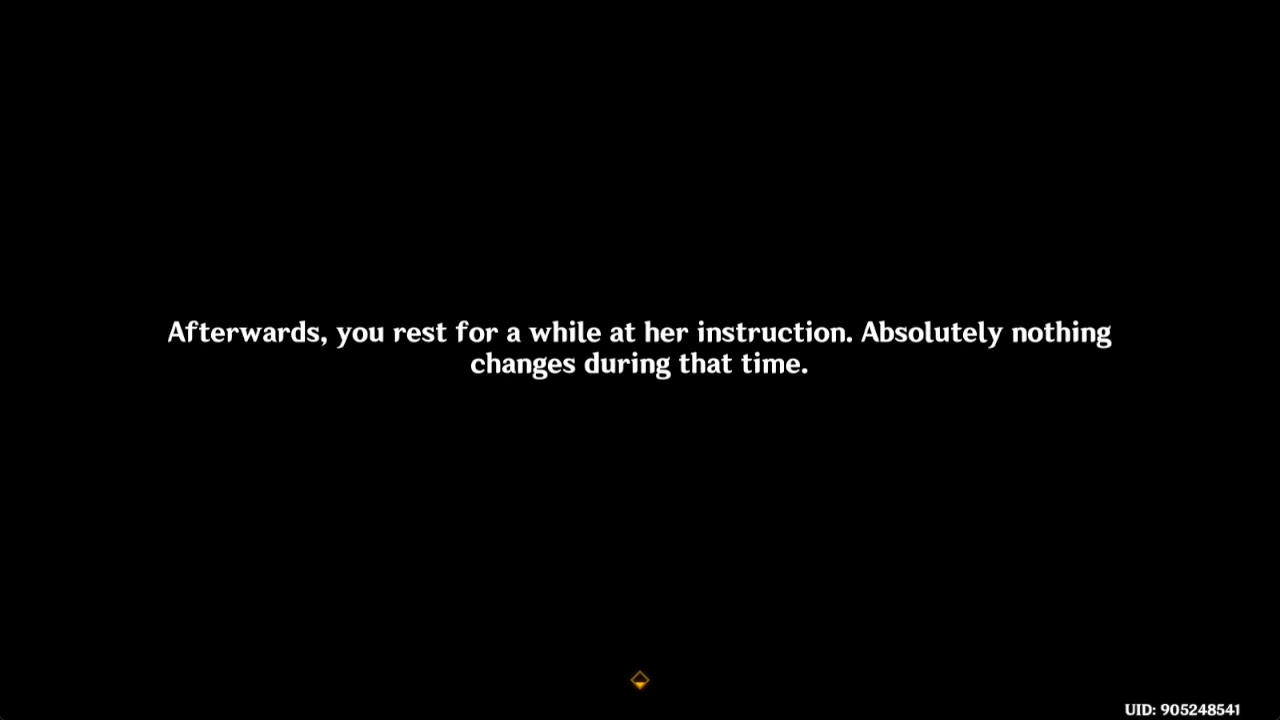 Afterwards, you rest for a while at her instruction. Absolutely nothing
changes during that time.
UID: 905248541